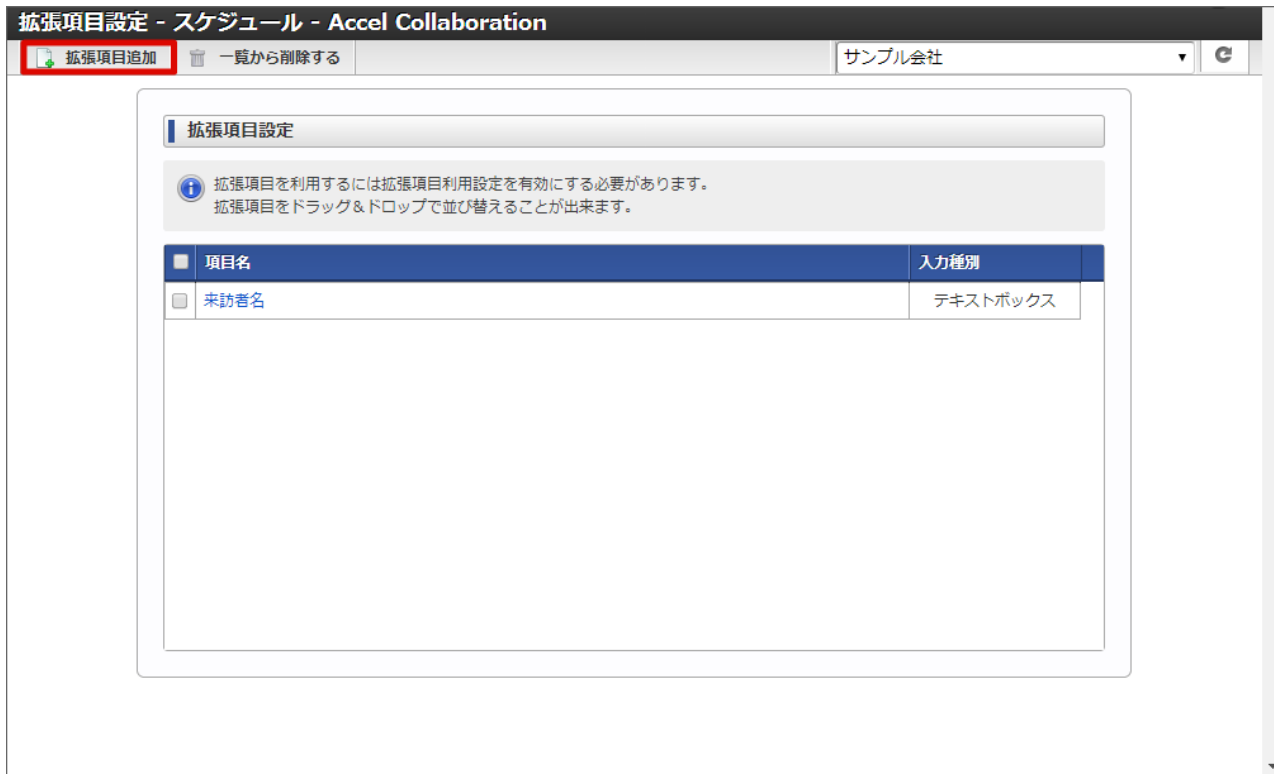 拡張項目設定 - スケジュール - Accel Collaboration
拡張項目追加 一覧から削除する サンプル会社
拡張項目設定
拡張項目を利用するには拡張項目利用設定を有効にする必要があります。
拡張項目をドラッグ＆ドロップで並び替えることが出来ます。
項目名 入力種別
来訪者名 テキストボックス